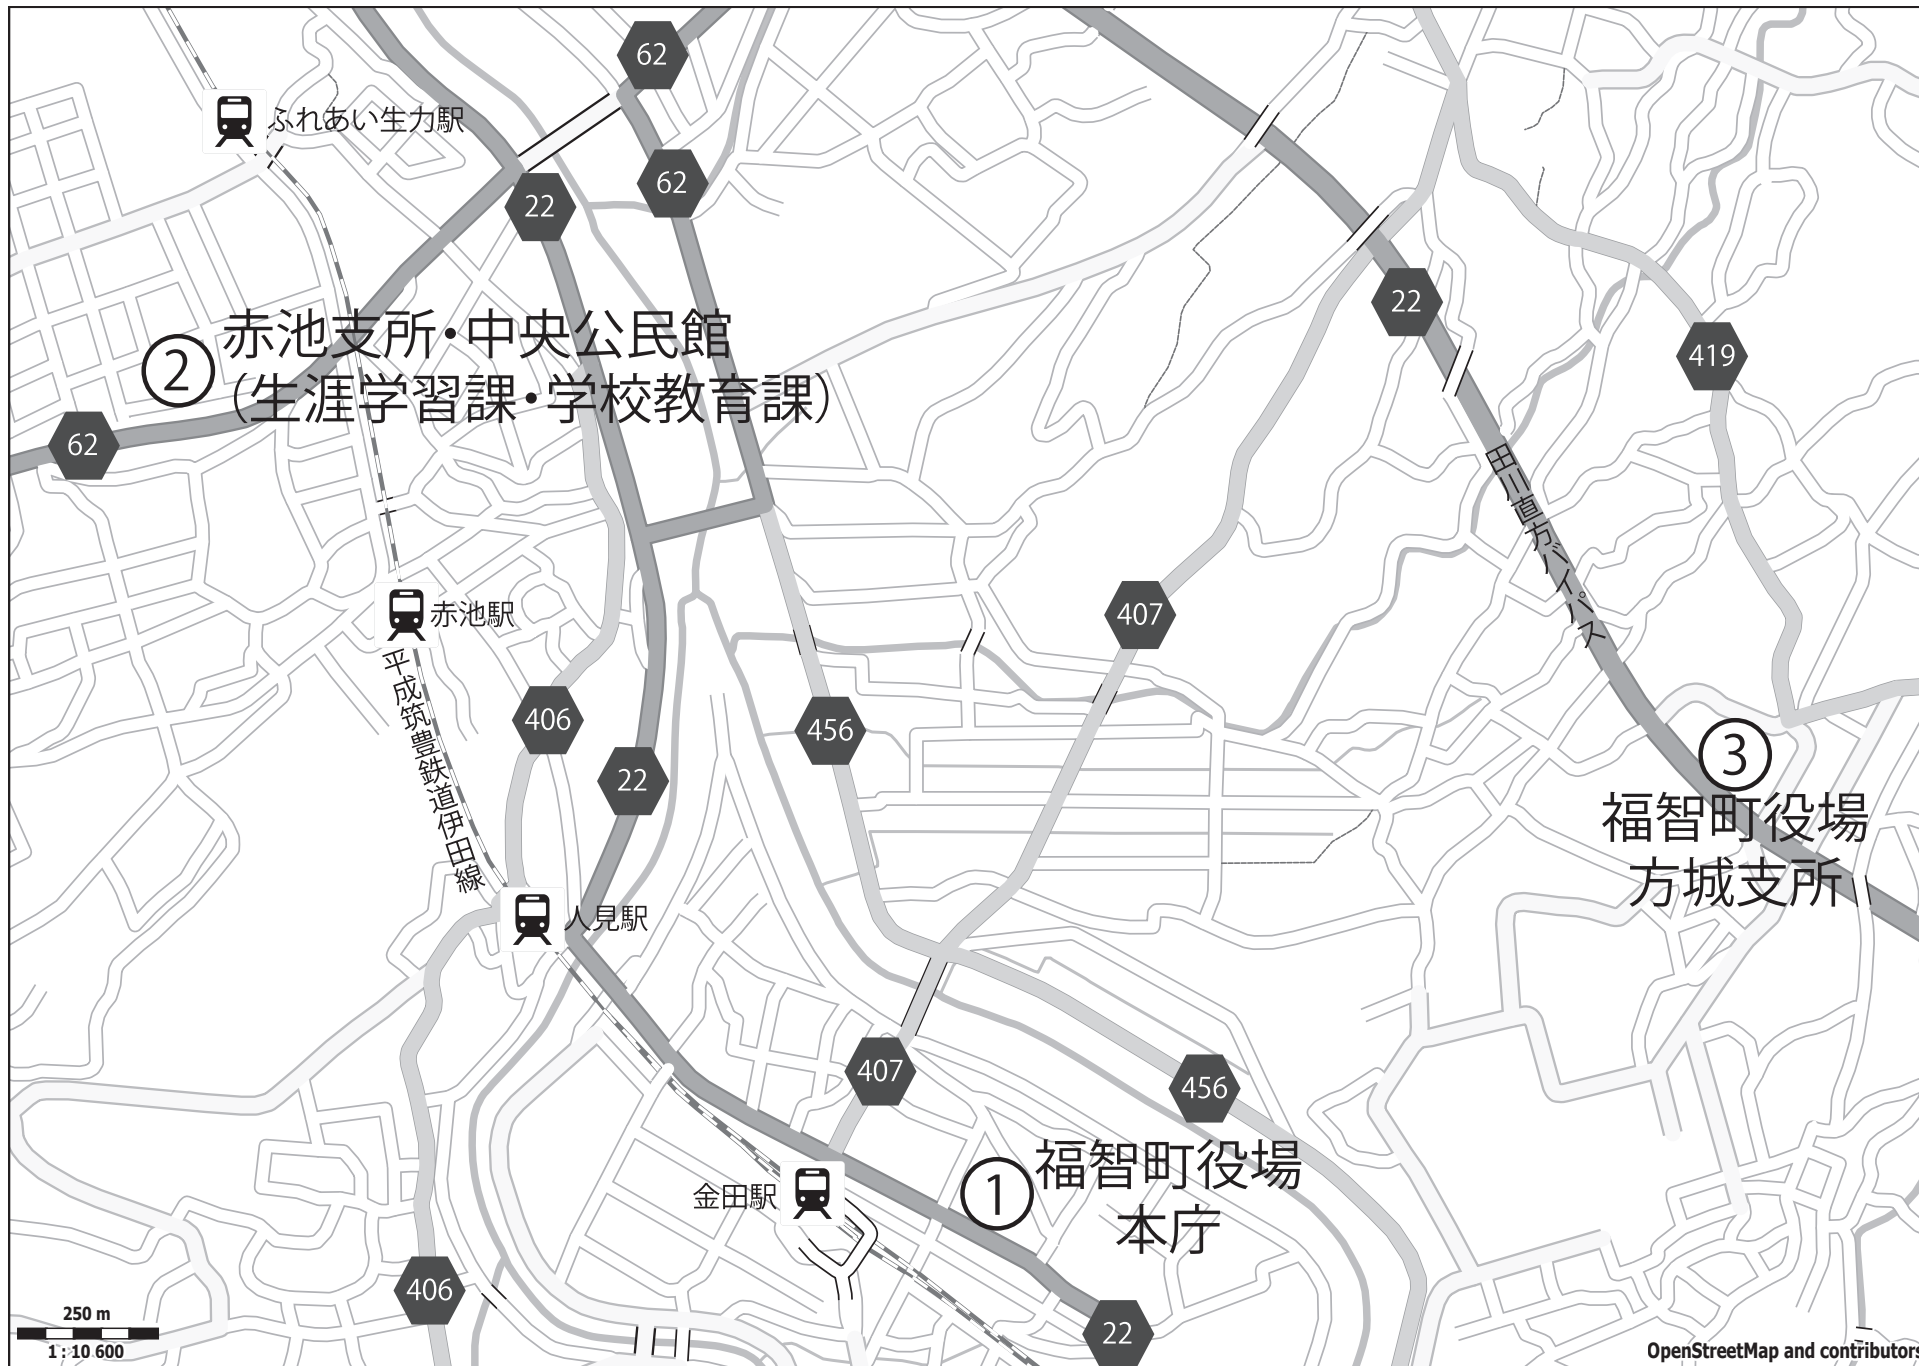 62
ふれあい生力駅
62
22
22
②
赤池支所・中央公民館
(生涯学習課・学校教育課)
419
62
田川直方バイパス
赤池駅
407
平成筑豊鉄道伊田線
406
456
22
③
福智町役場
方城支所
人見駅
407
456
①
福智町役場
本庁
金田駅
406
22
250 m
1 : 10 600
OpenStreetMap and contributors